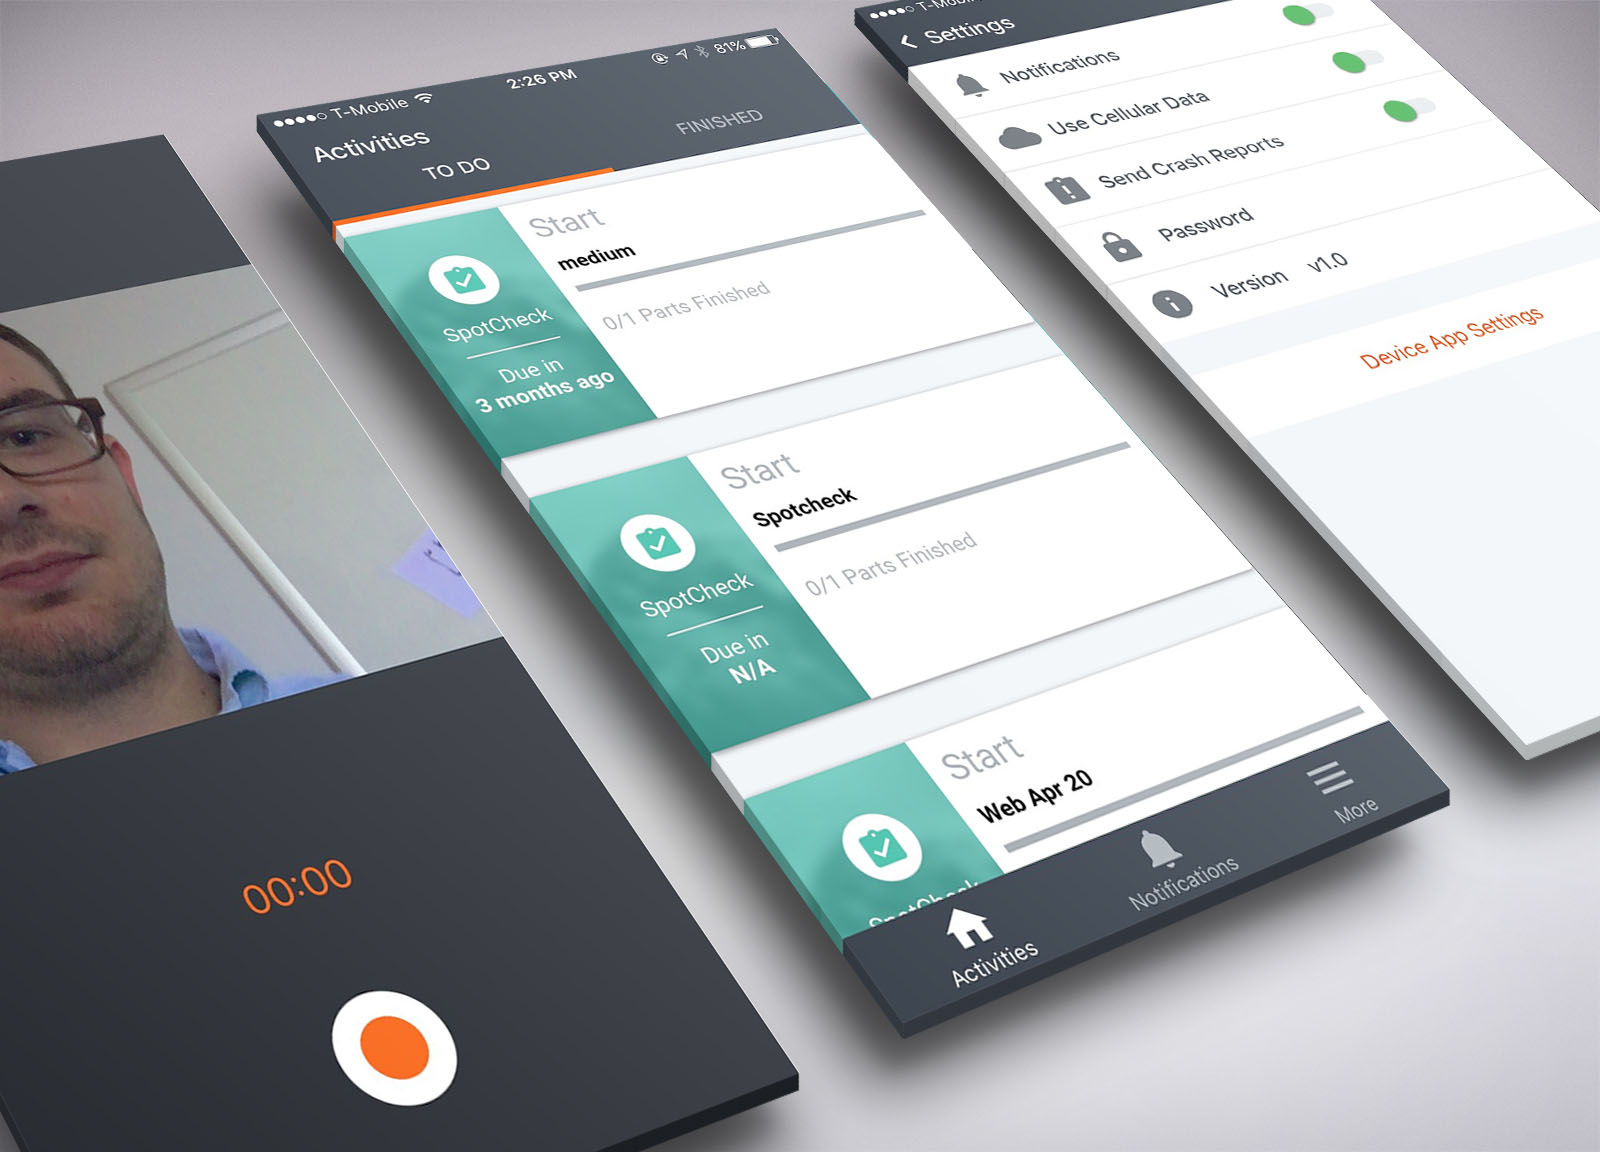 T-Mobile
2:26 PM
81%
Activities
TO DO
FINISHED
Start
medium
0/1 Parts Finished
SpotCheck
Due in
3 months ago
Start
Spotcheck
0/1 Parts Finished
SpotCheck
Due in
N/A
Start
Web Apr 20
SpotCheck
Activities
Notifications
More
00:00
Settings
Notifications
Use Cellular Data
Send Crash Reports
Password
Version v1.0
Device App Settings